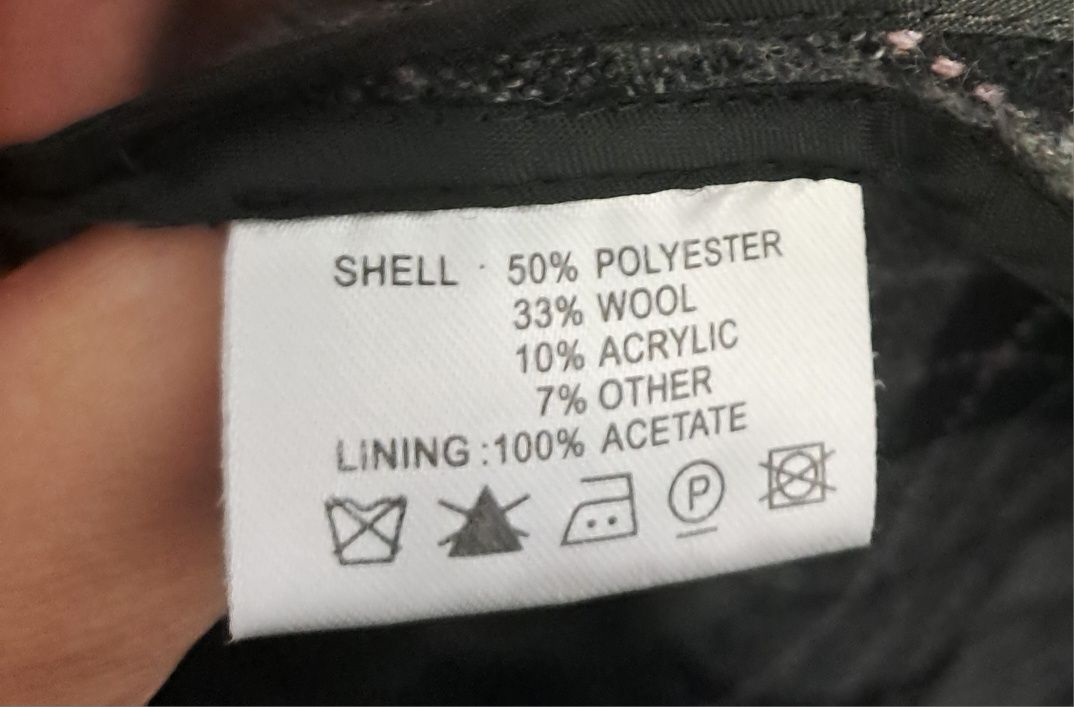 SHELL · 50% POLYESTER
33% WOOL
10% ACRYLIC
7% OTHER
LINING :100% ACETATE
P